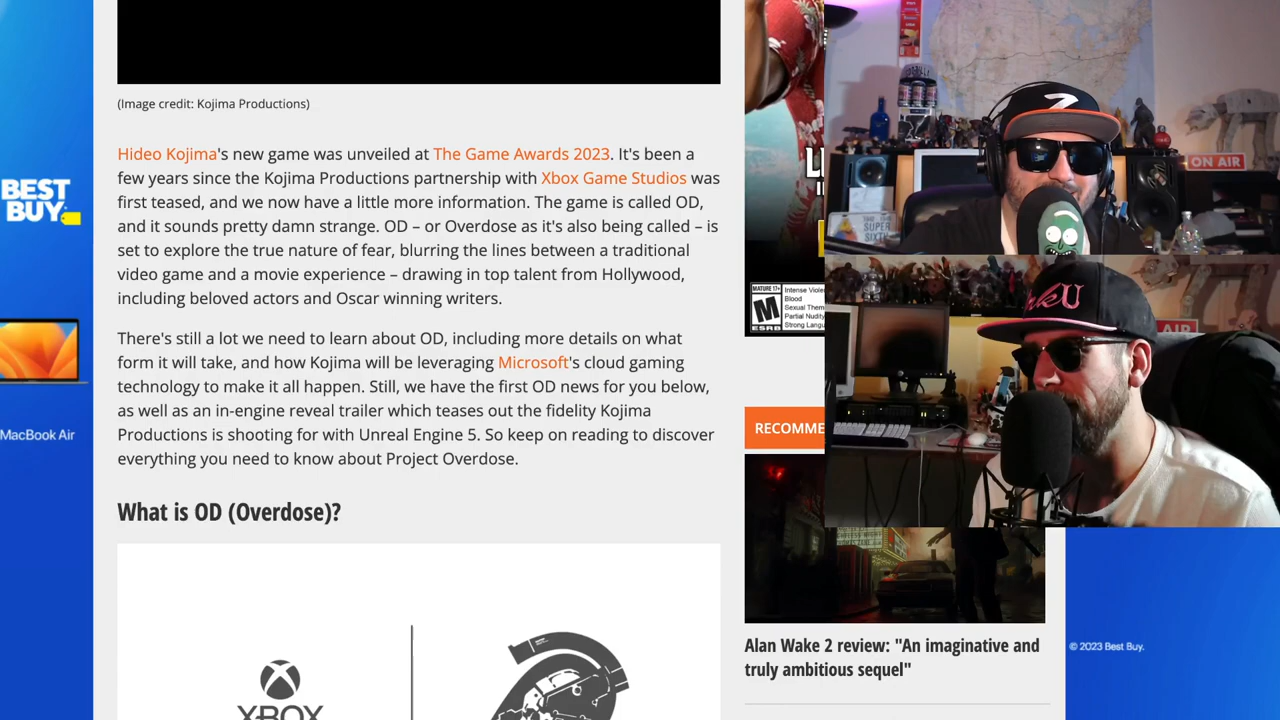 (Image credit: Kojima Productions)
Hideo Kojima's new game was unveiled at The Game Awards 2023. It's been a
few years since the Kojima Productions partnership with Xbox Game Studios was
first teased, and we now have a little more information. The game is called OD,
and it sounds pretty damn strange. OD – or Overdose as it's also being called – is
set to explore the true nature of fear, blurring the lines between a traditional
video game and a movie experience – drawing in top talent from Hollywood,
including beloved actors and Oscar winning writers.
There's still a lot we need to learn about OD, including more details on what
form it will take, and how Kojima will be leveraging Microsoft's cloud gaming
technology to make it all happen. Still, we have the first OD news for you below,
as well as an in-engine reveal trailer which teases out the fidelity Kojima
Productions is shooting for with Unreal Engine 5. So keep on reading to discover
everything you need to know about Project Overdose.
What is OD (Overdose)?
XBOX
BEST
BUY
MacBook Air
MATURE 17+
M
ESRB
Blood
Partial Nudity
RECOMME
Alan Wake 2 review: "An imaginative and
truly ambitious sequel"
© 2023 Best Buy.
ON AIR
SUPER
SIXTH
AIR